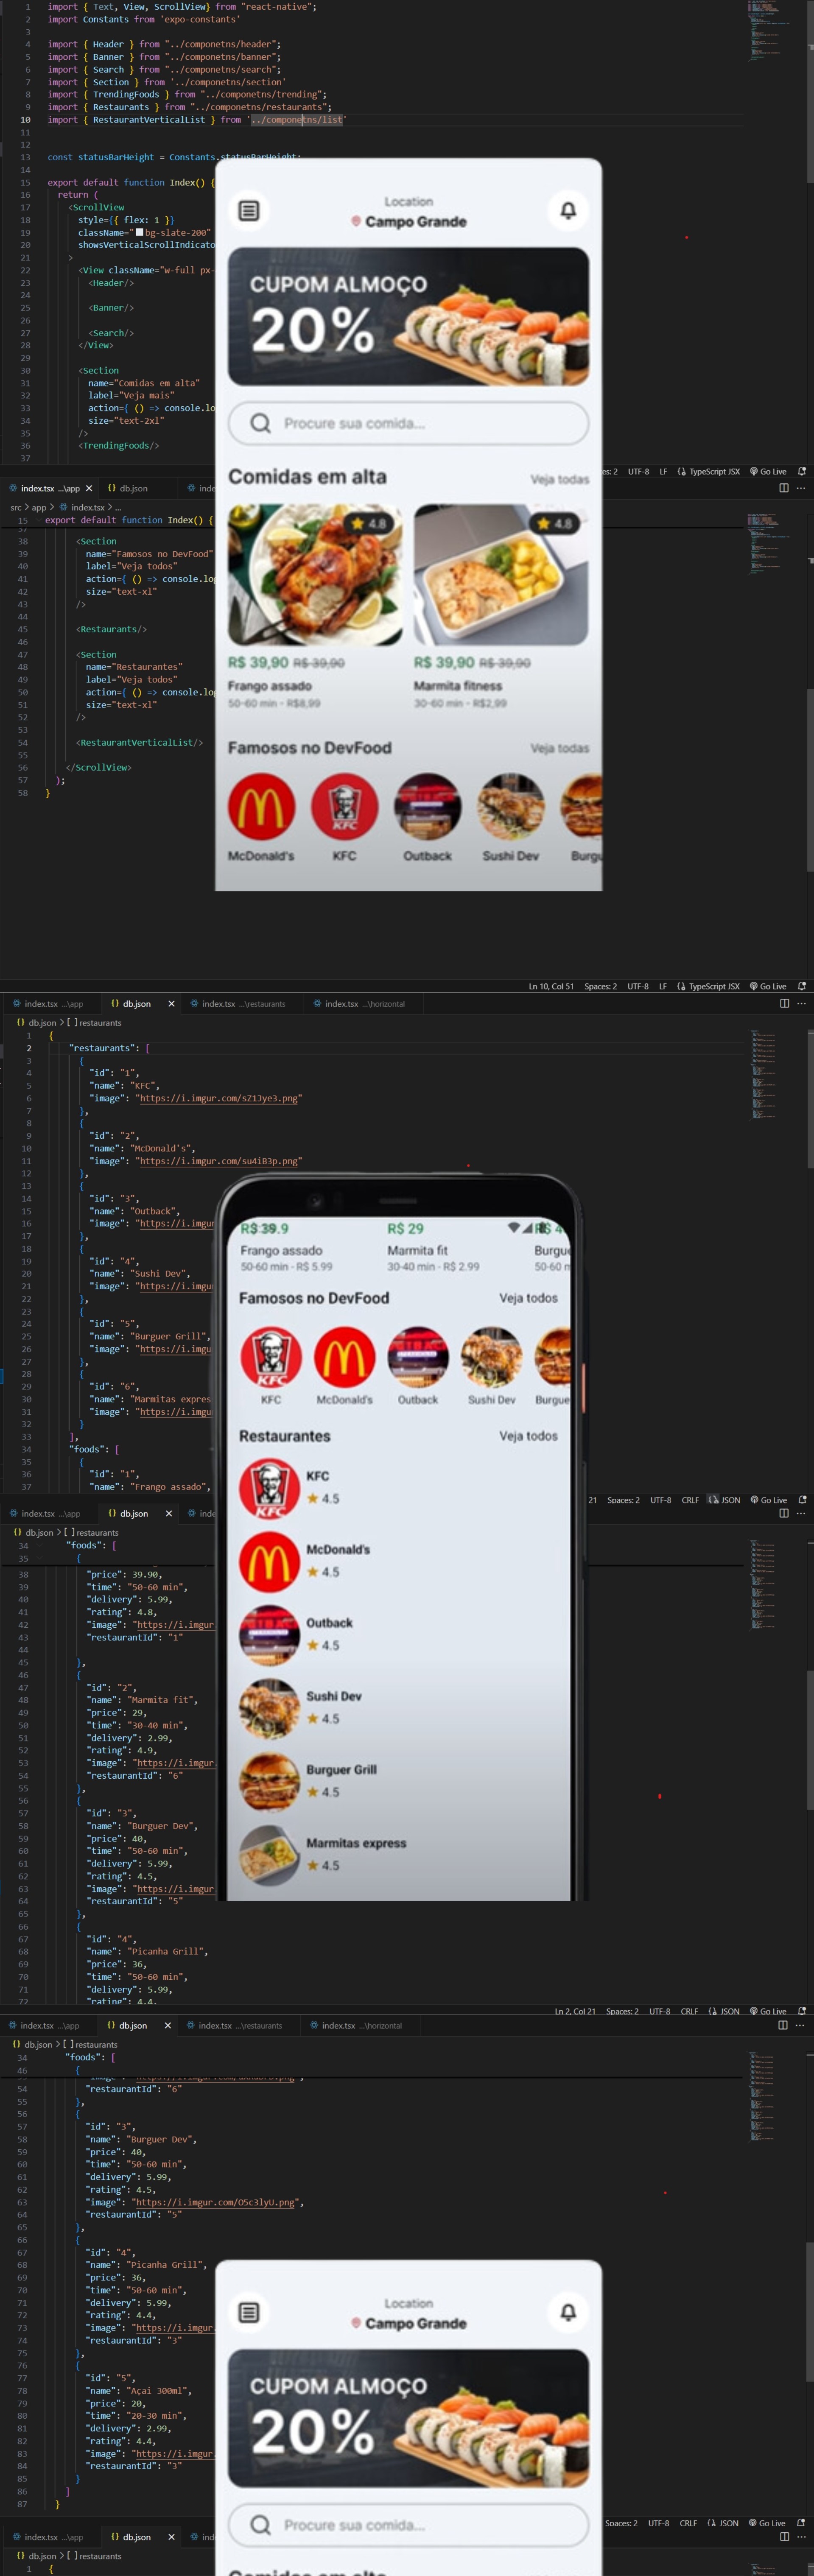 1 import { Text, View, ScrollView} from "react-native";
2 import Constants from 'expo-constants'
3
4 import { Header } from "../componetns/header";
5 import { Banner } from "../componetns/banner";
6 import { Search } from "../componetns/search";
7 import { Section } from '../componetns/section'
8 import { TrendingFoods } from "../componetns/trending";
9 import { Restaurants } from "../componetns/restaurants";
10 import { RestaurantVerticalList } from '../componetns/list'
11
12
13 const statusBarHeight = Constants.statusBarHeight;
14
15 export default function Index() {
16 return (
17 <ScrollView
18 style={{ flex: 1 }}
19 className="bg-slate-200"
20 showsVerticalScrollIndicato
21 >
22 <View className="w-full px-
23 <Header/>
24
25 <Banner/>
26
27 <Search/>
28 </View>
29
30 <Section
31 name="Comidas em alta"
32 label="Veja mais"
33 action={ () => console.lo
34 size="text-2xl"
35 />
36 <TrendingFoods/>
37
Location
Campo Grande
CUPOM ALMOÇO
20%
Procure sua comida...
Comidas em alta Veja todas
4.8 4.8
R$ 39,90 R$ 39,90 R$ 39,90 R$ 39,90
Frango assado Marmita fitness
50-60 min - R$8,99 30-60 min - R$2,99
Famosos no DevFood Veja todas
McDonald's KFC Outback Sushi Dev Burgu
es: 2 UTF-8 LF TypeScript JSX Go Live
index.tsx ...\app db.json inde
src > app > index.tsx > ...
15 export default function Index() {
37
38 <Section
39 name="Famosos no DevFood"
40 label="Veja todos"
41 action={ () => console.log
42 size="text-xl"
43 />
44
45 <Restaurants/>
46
47 <Section
48 name="Restaurantes"
49 label="Veja todos"
50 action={ () => console.log
51 size="text-xl"
52 />
53
54 <RestaurantVerticalList/>
55
56 </ScrollView>
57 );
58 }
Ln 10, Col 51 Spaces: 2 UTF-8 LF TypeScript JSX Go Live
index.tsx ...\app db.json index.tsx ...\restaurants index.tsx ...\horizontal
db.json > [ ] restaurants
1 {
2 "restaurants": [
3 {
4 "id": "1",
5 "name": "KFC",
6 "image": "https://i.imgur.com/s21Jye3.png"
7 },
8 {
9 "id": "2",
10 "name": "McDonald's",
11 "image": "https://i.imgur.com/su4iB3p.png"
12 },
13 {
14 "id": "3",
15 "name": "Outback",
16 "image": "https://i.imgu
17 },
18 {
19 "id": "4",
20 "name": "Sushi Dev",
21 "image": "https://i.imgu
22 },
23 {
24 "id": "5",
25 "name": "Burguer Grill",
26 "image": "https://i.imgu
27 },
28 {
29 "id": "6",
30 "name": "Marmitas expres
31 "image": "https://i.imgu
32 }
33 ],
34 "foods": [
35 {
36 "id": "1",
37 "name": "Frango assado",
R$ 39.9 R$ 29 R$ 4
Frango assado Marmita fit Burgue
50-60 min - R$ 5.99 30-40 min - R$ 2.99 50-60 m
Famosos no DevFood Veja todos
KFC McDonald's Outback Sushi Dev Burgue
Restaurantes Veja todos
KFC
4.5
McDonald's
4.5
Outback
4.5
Sushi Dev
4.5
Burguer Grill
4.5
Marmitas express
4.5
21 Spaces: 2 UTF-8 CRLF JSON Go Live
index.tsx ...\app db.json inde
db.json > [ ] restaurants
34 "foods": [
35 {
38 "price": 39.90,
39 "time": "50-60 min",
40 "delivery": 5.99,
41 "rating": 4.8,
42 "image": "https://i.imgur
43 "restaurantId": "1"
44
45 },
46 {
47 "id": "2",
48 "name": "Marmita fit",
49 "price": 29,
50 "time": "30-40 min",
51 "delivery": 2.99,
52 "rating": 4.9,
53 "image": "https://i.imgur.
54 "restaurantId": "6"
55 },
56 {
57 "id": "3",
58 "name": "Burguer Dev",
59 "price": 40,
60 "time": "50-60 min",
61 "delivery": 5.99,
62 "rating": 4.5,
63 "image": "https://i.imgur
64 "restaurantId": "5"
65 },
66 {
67 "id": "4",
68 "name": "Picanha Grill",
69 "price": 36,
70 "time": "50-60 min",
71 "delivery": 5.99,
72 "rating": 4.4,
Ln 2, Col 21 Spaces: 2 UTF-8 CRLF JSON Go Live
index.tsx ...\app db.json index.tsx ...\restaurants index.tsx ...\horizontal
db.json > [ ] restaurants
34 "foods": [
46 {
54 "restaurantId": "6"
55 },
56 {
57 "id": "3",
58 "name": "Burguer Dev",
59 "price": 40,
60 "time": "50-60 min",
61 "delivery": 5.99,
62 "rating": 4.5,
63 "image": "https://i.imgur.com/O5c3lyU.png",
64 "restaurantId": "5"
65 },
66 {
67 "id": "4",
68 "name": "Picanha Grill",
69 "price": 36,
70 "time": "50-60 min",
71 "delivery": 5.99,
72 "rating": 4.4,
73 "image": "https://i.imgur.
74 "restaurantId": "3"
75 },
76 {
77 "id": "5",
78 "name": "Açai 300ml",
79 "price": 20,
80 "time": "20-30 min",
81 "delivery": 2.99,
82 "rating": 4.4,
83 "image": "https://i.imgur
84 "restaurantId": "3"
85 }
86 ]
87 }
Location
Campo Grande
CUPOM ALMOÇO
20%
Procure sua comida...
Spaces: 2 UTF-8 CRLF JSON Go Live
index.tsx ...\app db.json ind
db.json > [ ] restaurants
1 {